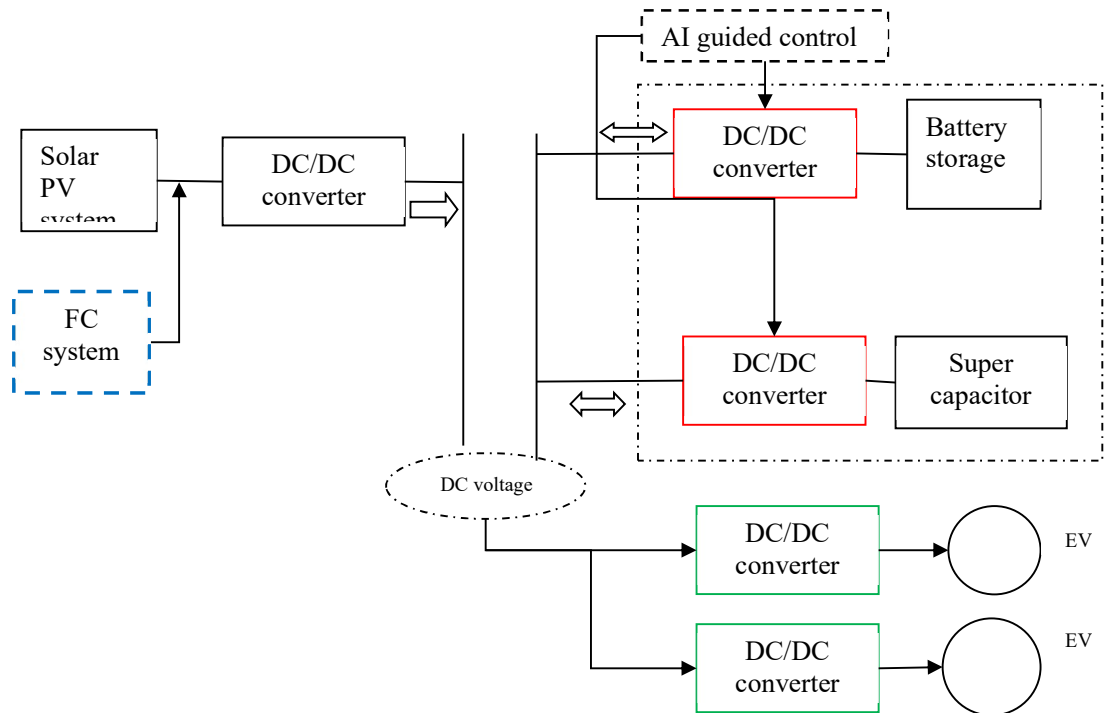 AI guided control
Solar
PV
system
DC/DC
converter
DC/DC
converter
Battery
storage
FC
system
DC/DC
converter
Super
capacitor
DC voltage
DC/DC
converter
EV
DC/DC
converter
EV